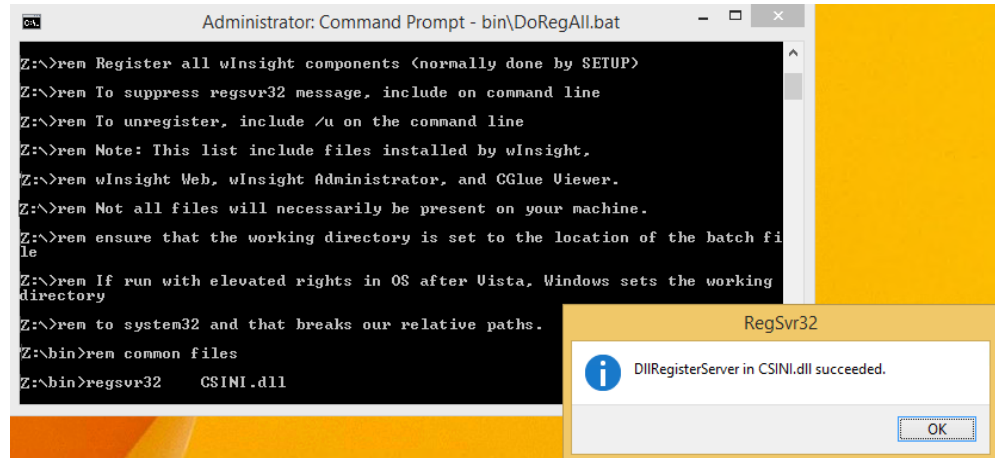 Administrator: Command Prompt - bin\DoRegAll.bat
Z:\>rem Register all wInsight components (normally done by SETUP)
Z:\>rem To suppress regsvr32 message, include on command line
Z:\>rem To unregister, include /u on the command line
Z:\>rem Note: This list include files installed by wInsight,
Z:\>rem wInsight Web, wInsight Administrator, and CGlue Viewer.
Z:\>rem Not all files will necessarily be present on your machine.
Z:\>rem ensure that the working directory is set to the location of the batch fi
le
Z:\>rem If run with elevated rights in OS after Vista, Windows sets the working
directory
Z:\>rem to system32 and that breaks our relative paths.
Z:\bin>rem common files
Z:\bin>regsvr32    CSINI.dll
RegSvr32
DllRegisterServer in CSINI.dll succeeded.
OK